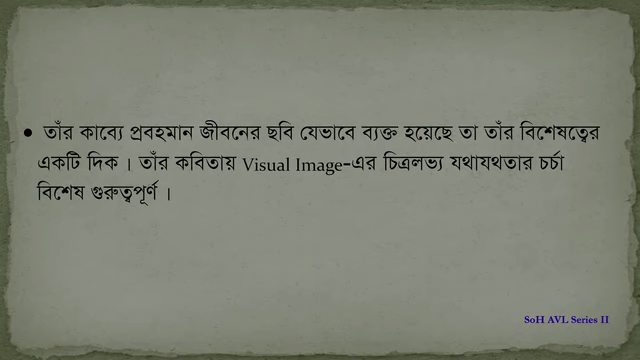 • তাঁর কাব্যে প্রবহমান জীবনের ছবি যেভাবে ব্যক্ত হয়েছে তা তাঁর বিশেষত্বের
একটি দিক । তাঁর কবিতায় Visual Image-এর চিত্রলভ্য যথাযথতার চর্চা
বিশেষ গুরুত্বপূর্ণ ।
SoH AVL Series II